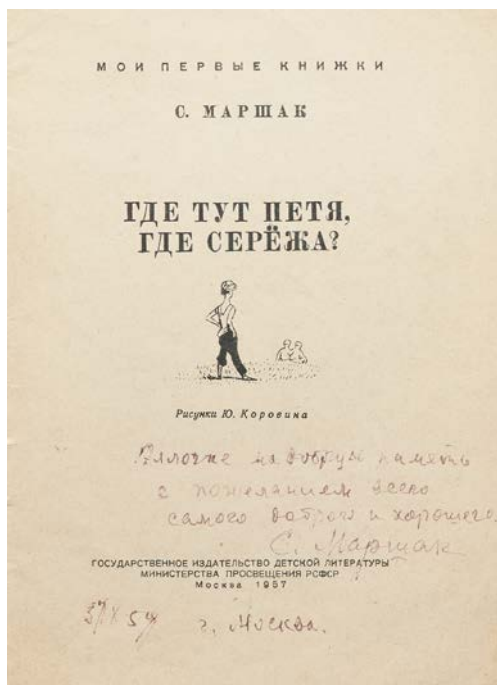 МОИ ПЕРВЫЕ КНИЖКИ
С. МАРШАК
ГДЕ ТУТ ПЕТЯ,
ГДЕ СЕРЁЖА?
Рисунки Ю. Коровина
на добрую память
с пожеланием всего
самого доброго и хорошего
С. Маршак
ГОСУДАРСТВЕННОЕ ИЗДАТЕЛЬСТВО ДЕТСКОЙ ЛИТЕРАТУРЫ
МИНИСТЕРСТВА ПРОСВЕЩЕНИЯ РСФСР
Москва 1957
г. Москва.